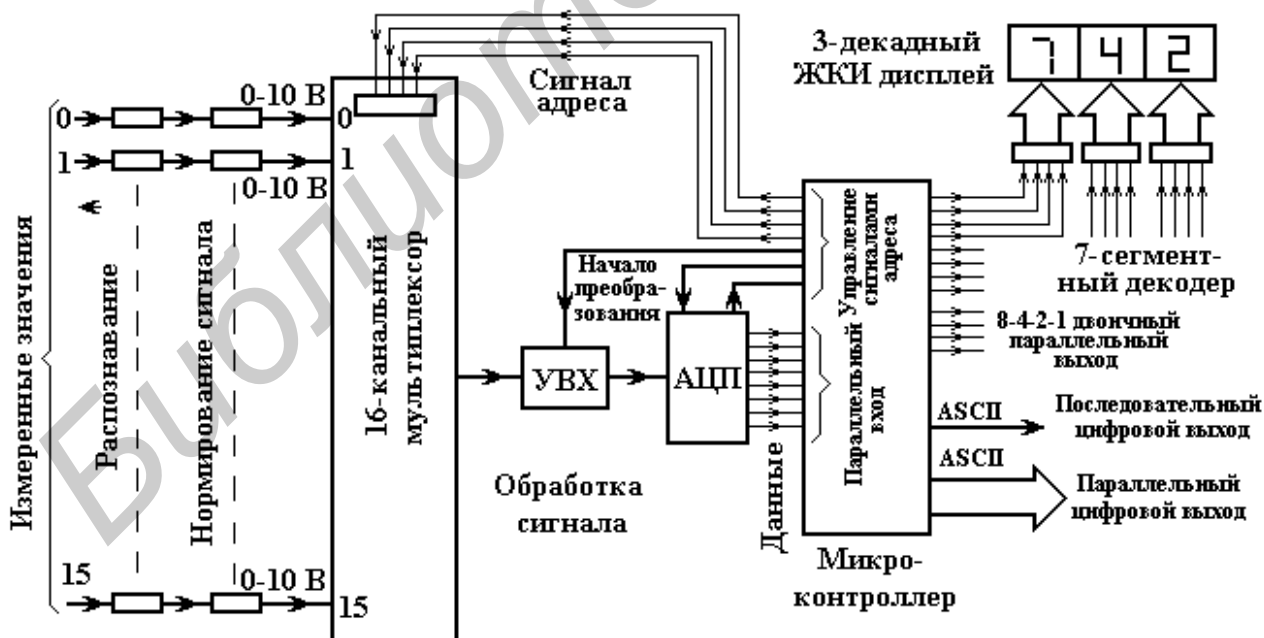 3-декадный
ЖКИ дисплей
7 4 2
Сигнал
адреса
0-10 В
0
0
1
1
0-10 В
Измеренные значения
Распознавание
Нормирование сигнала
16-канальный
мультиплексор
Начало
преобра-
зования
УВХ
АЦП
Управление
сигналами
адреса
Параллельный
вход
Данные
7-сегмент-
ный декодер
8-4-2-1 двоичный
параллельный
выход
ASCII
Последовательный
цифровой выход
ASCII
Параллельный
цифровой выход
Обработка
сигнала
Микро-
контроллер
15
0-10 В
15